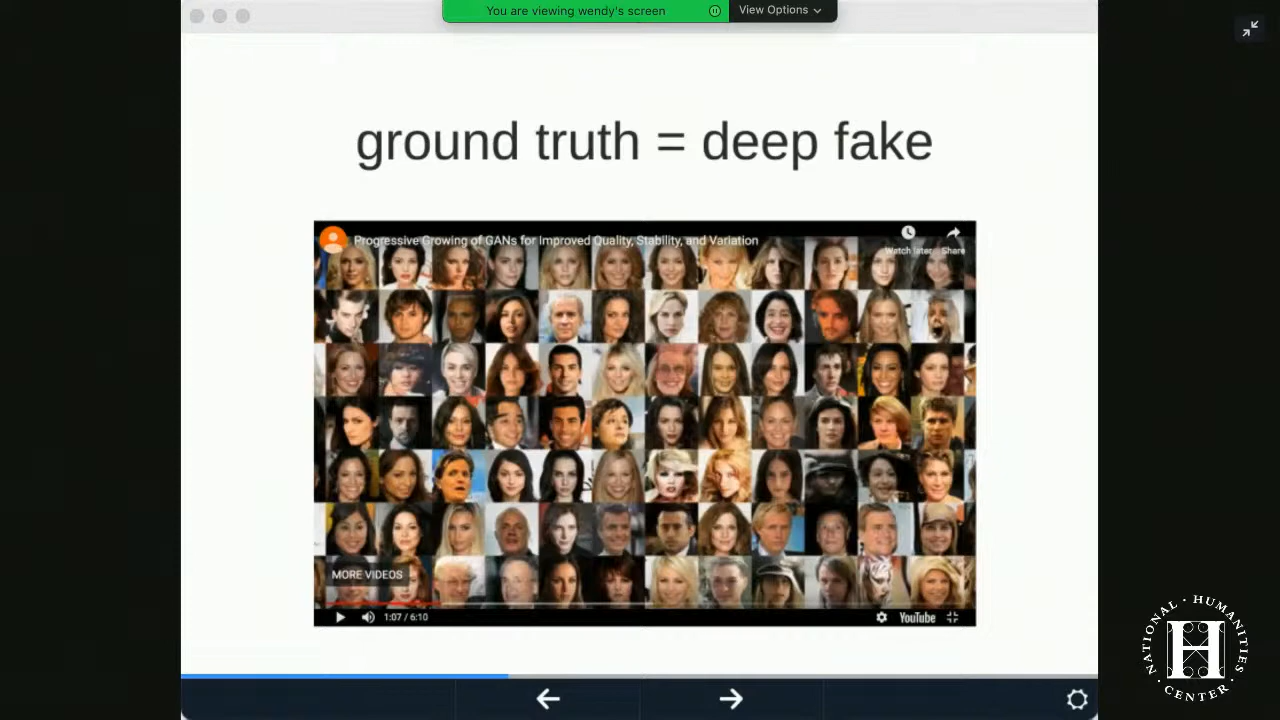 You are viewing wendy's screen
View Options
ground truth = deep fake
Progressive Growing of GANs for Improved Quality, Stability, and Variation
Watch later
Share
MORE VIDEOS
1:07 / 6:10
YouTube
NATIONAL · HUMANITIES · CENTER ·
H